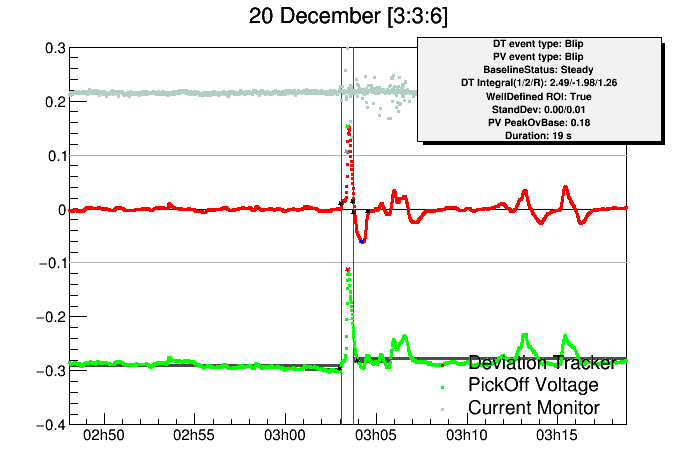 20 December [3:3:6]
DT event type: Blip
PV event type: Blip
BaselineStatus: Steady
DT Integral(1/2/R): 2.49/-1.98/1.26
WellDefined ROI: True
StandDev: 0.00/0.01
PV PeakOvBase: 0.18
Duration: 19 s
0.3
0.2
0.1
0
−0.1
−0.2
−0.3
−0.4
Deviation Tracker
PickOff Voltage
Current Monitor
02h50 02h55 03h00 03h05 03h10 03h15